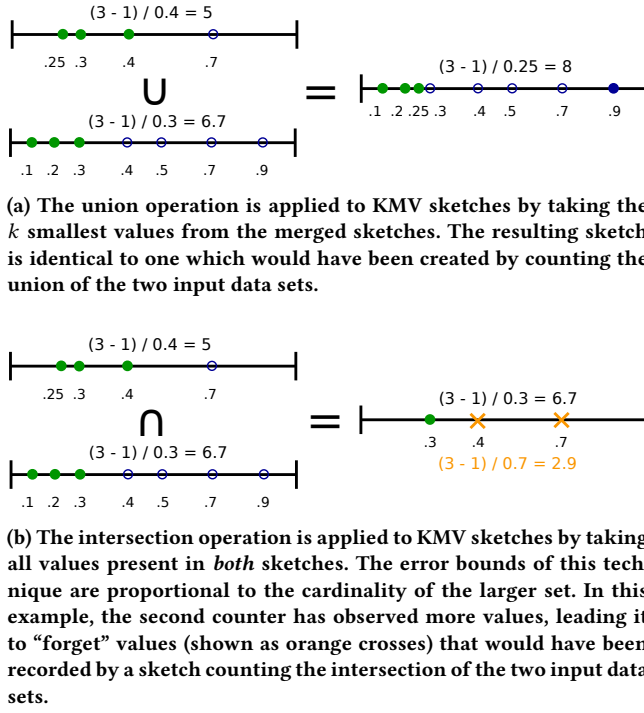 (3 - 1) / 0.4 = 5
.25 .3 .4 .7
∪
(3 - 1) / 0.3 = 6.7
.1 .2 .3 .4 .5 .7 .9
=
(3 - 1) / 0.25 = 8
.1 .2 .25 .3 .4 .5 .7 .9
(a) The union operation is applied to KMV sketches by taking the
k smallest values from the merged sketches. The resulting sketch
is identical to one which would have been created by counting the
union of the two input data sets.
(3 - 1) / 0.4 = 5
.25 .3 .4 .7
∩
(3 - 1) / 0.3 = 6.7
.1 .2 .3 .4 .5 .7 .9
=
(3 - 1) / 0.3 = 6.7
.3 .4 .7
(3 - 1) / 0.7 = 2.9
(b) The intersection operation is applied to KMV sketches by taking
all values present in both sketches. The error bounds of this tech
nique are proportional to the cardinality of the larger set. In this
example, the second counter has observed more values, leading it
to “forget” values (shown as orange crosses) that would have been
recorded by a sketch counting the intersection of the two input data
sets.